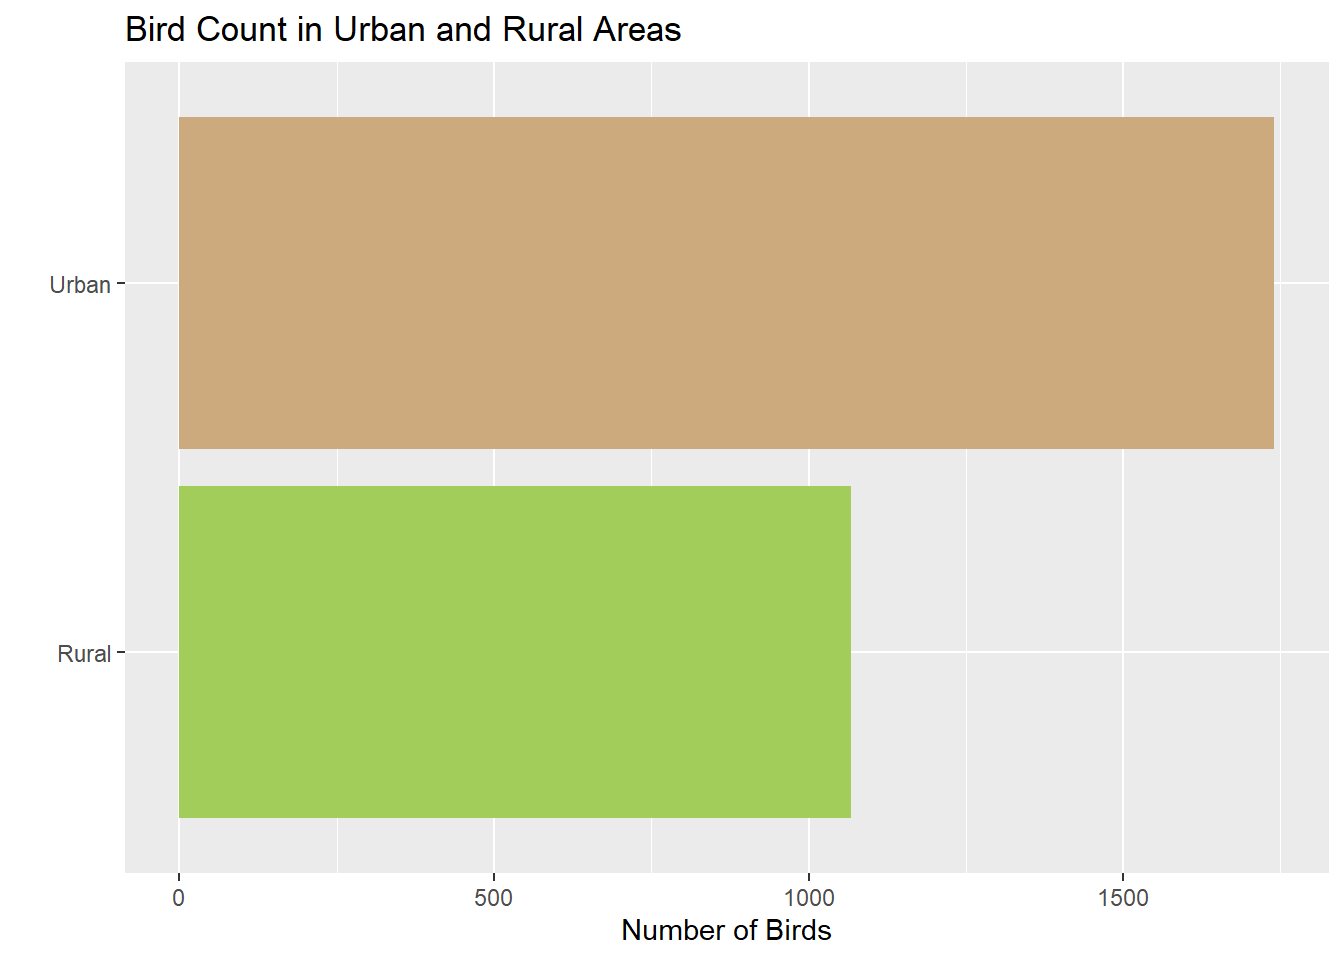 Bird Count in Urban and Rural Areas
Urban
Rural
0 500 1000 1500
Number of Birds